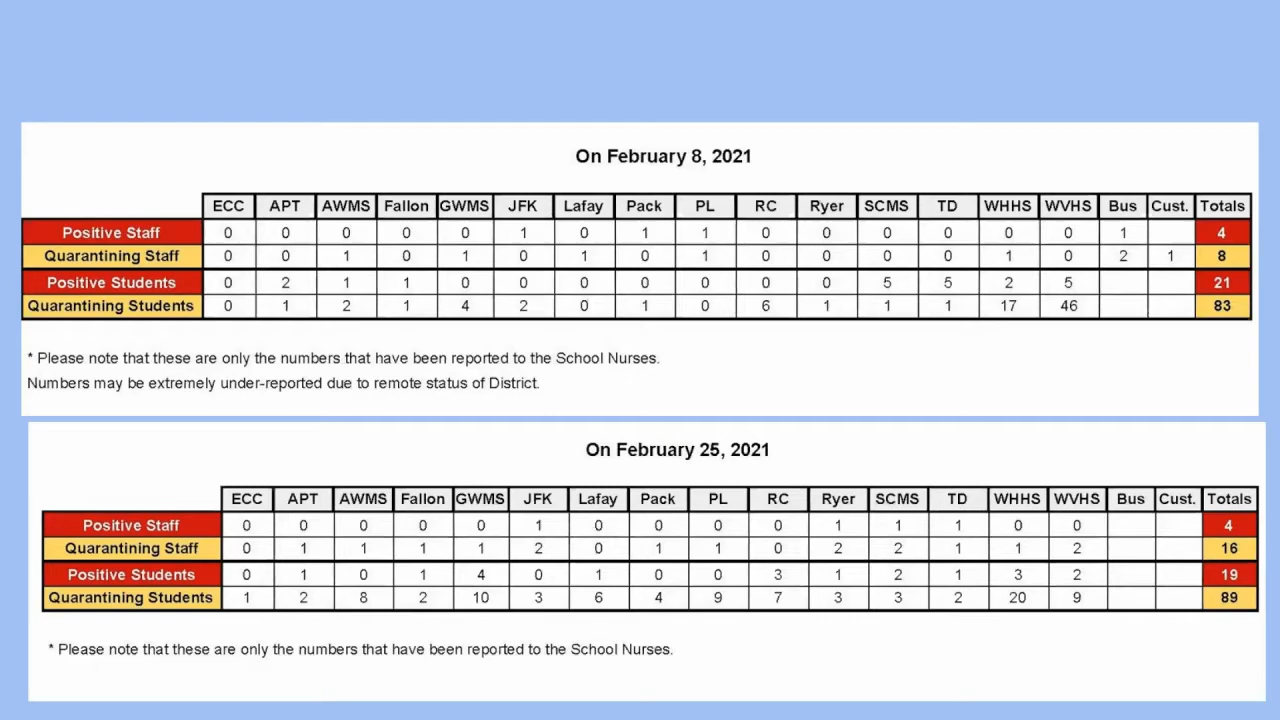 On February 8, 2021
ECC APT AWMS Fallon GWMS JFK Lafay Pack PL RC Ryer SCMS TD WHHS WVHS Bus Cust. Totals
Positive Staff 0 0 0 0 0 1 0 1 1 0 0 0 0 0 0 1 4
Quarantining Staff 0 0 1 0 1 0 1 0 1 0 0 0 0 1 0 2 1 8
Positive Students 0 2 1 1 0 0 0 0 0 0 0 5 5 2 5 21
Quarantining Students 0 1 2 1 4 2 0 1 0 6 1 1 1 17 46 83
* Please note that these are only the numbers that have been reported to the School Nurses.
Numbers may be extremely under-reported due to remote status of District.
On February 25, 2021
ECC APT AWMS Fallon GWMS JFK Lafay Pack PL RC Ryer SCMS TD WHHS WVHS Bus Cust. Totals
Positive Staff 0 0 0 0 0 1 0 0 0 0 1 1 1 0 0 4
Quarantining Staff 0 1 1 1 1 2 0 1 1 0 2 2 1 1 2 16
Positive Students 0 1 0 1 4 0 1 0 0 3 1 2 1 3 2 19
Quarantining Students 1 2 8 2 10 3 6 4 9 7 3 3 2 20 9 89
* Please note that these are only the numbers that have been reported to the School Nurses.